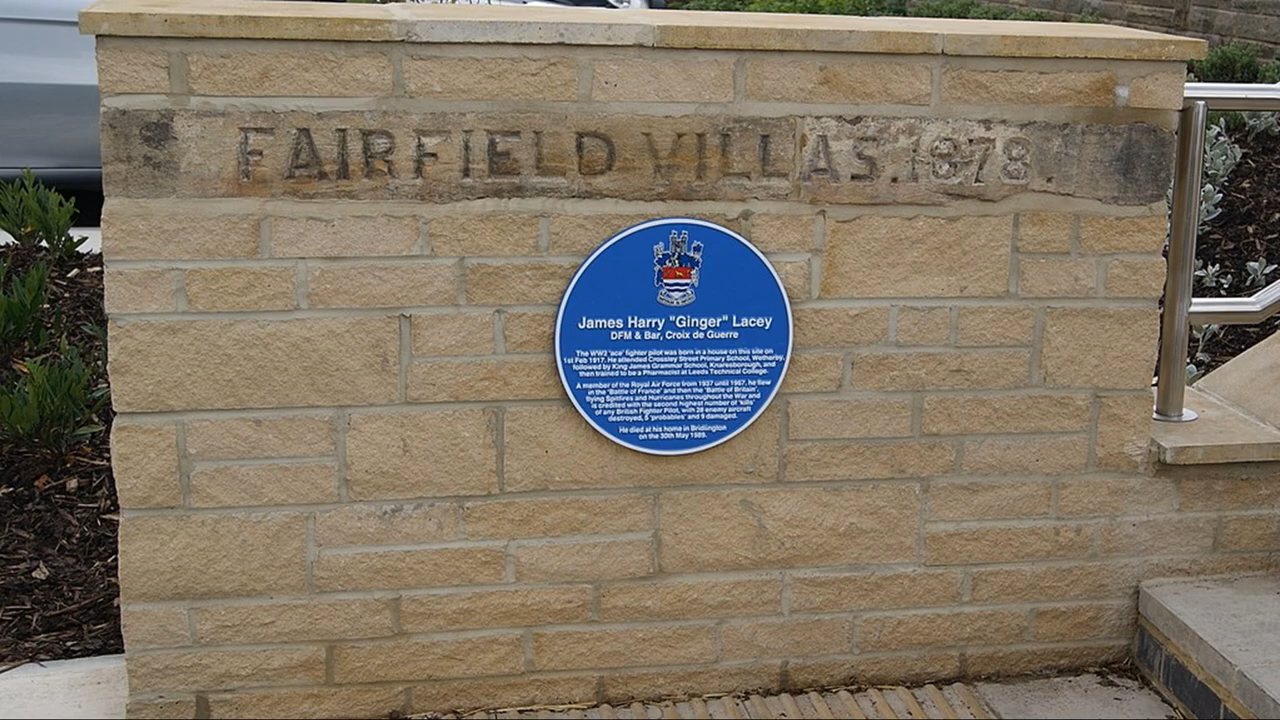 FAIRFIELD VILLAS.1878.
James Harry "Ginger" Lacey
DFM & Bar, Croix de Guerre
The WW2 'ace' fighter pilot was born in a house on this site on
1st Feb 1917. He attended Crossley Street Primary School, Wetherby,
followed by King James Grammar School, Knaresborough, and
then trained to be a Pharmacist at Leeds Technical College.
A member of the Royal Air Force from 1937 until 1967, he flew
in the 'Battle of France' and then the 'Battle of Britain',
flying Spitfires and Hurricanes throughout the War and
is credited with the second highest number of 'kills'
of any British Fighter Pilot, with 28 enemy aircraft
destroyed, 5 'probables' and 9 damaged.
He died at his home in Bridlington
on the 30th May 1989.